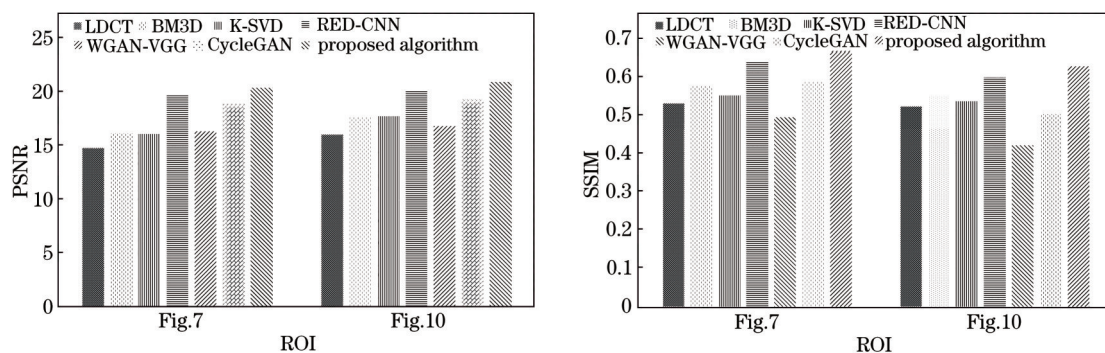 LDCT BM3D K-SVD RED-CNN
WGAN-VGG CycleGAN proposed algorithm
25
20
15
10
5
0
PSNR
Fig.7 Fig.10
ROI
LDCT BM3D K-SVD RED-CNN
WGAN-VGG CycleGAN proposed algorithm
0.7
0.6
0.5
0.4
0.3
0.2
0.1
0
SSIM
Fig.7 Fig.10
ROI